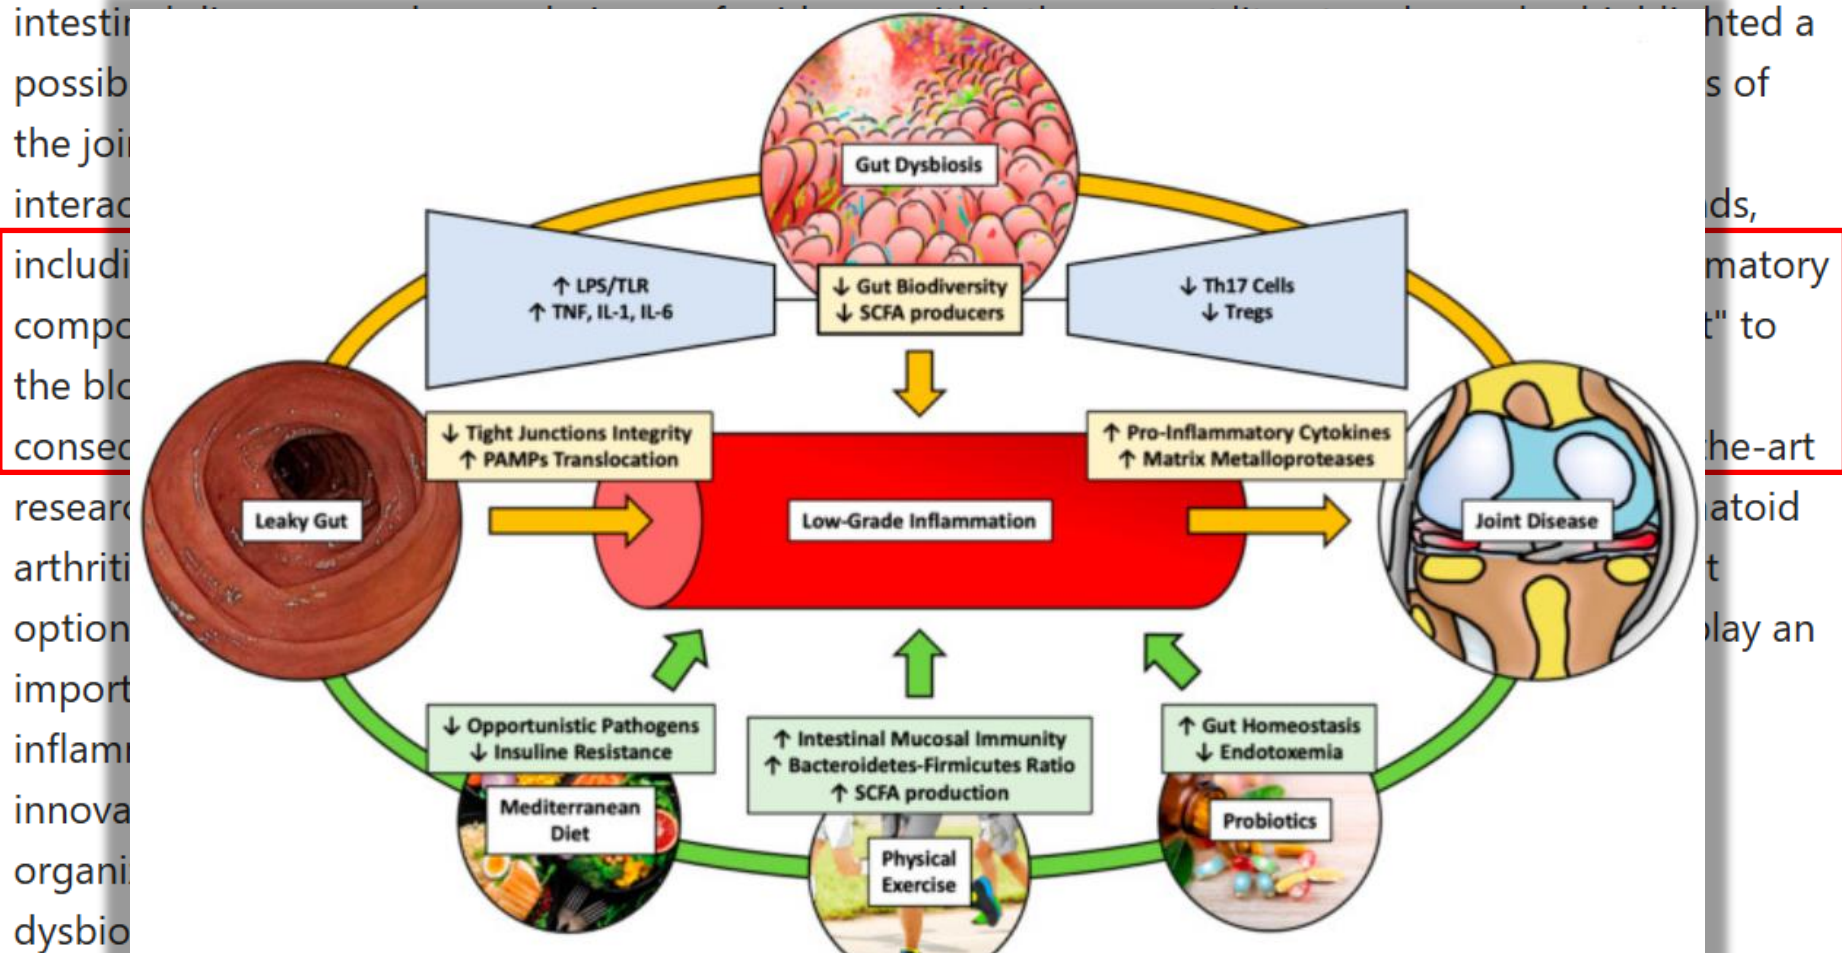 intesti
hted a
possib
s of
the joi
interac
ds,
includi
matory
compo
t" to
the blo
consec
he-art
researc
atoid
arthriti
t
option
lay an
import
inflam
innova
organi
dysbio
Gut Dysbiosis
↑ LPS/TLR
↑ TNF, IL-1, IL-6
↓ Gut Biodiversity
↓ SCFA producers
↓ Th17 Cells
↓ Tregs
↓ Tight Junctions Integrity
↑ PAMPs Translocation
↑ Pro-Inflammatory Cytokines
↑ Matrix Metalloproteases
Leaky Gut
Low-Grade Inflammation
Joint Disease
↓ Opportunistic Pathogens
↓ Insuline Resistance
↑ Intestinal Mucosal Immunity
↑ Bacteroidetes-Firmicutes Ratio
↑ SCFA production
↑ Gut Homeostasis
↓ Endotoxemia
Mediterranean
Diet
Physical
Exercise
Probiotics